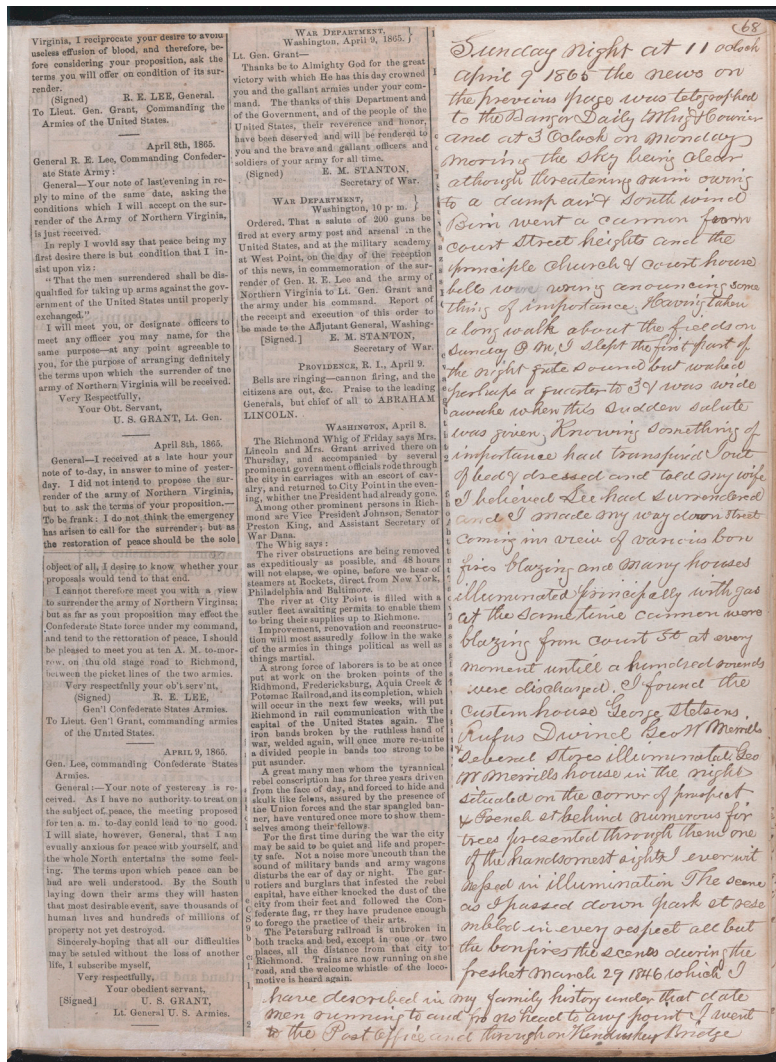 68
Virginia, I reciprocate your desire to avoid
useless effusion of blood, and therefore, be-
fore considering your proposition, ask the
terms you will offer on condition of its sur-
render.
(Signed) R. E. LEE, General.
To Lieut. Gen. Grant, Commanding the
Armies of the United States.
April 8th, 1865.
General R. E. Lee, Commanding Confeder-
ate State Army:
General—Your note of last evening in re-
ply to mine of the same date, asking the
conditions which I will accept on the sur-
render of the Army of Northern Virginia,
is just received.
In reply I would say that peace being my
first desire there is but condition that I in-
sist upon viz:
"That the men surrendered shall be dis-
qualified for taking up arms against the gov-
ernment of the United States until properly
exchanged."
I will meet you, or designate officers to
meet any officer you may name, for the
same purpose—at any point agreeable to
you, for the purpose of arranging definitely
the terms upon which the surrender of tne
army of Northern Virginia will be received.
Very Respectfully,
Your Obt. Servant,
U. S. GRANT, Lt. Gen.
April 8th, 1865.
General—I received at a late hour your
note of to-day, in answer to mine of yester-
day. I did not intend to propose the sur-
render of the army of Northern Virginia,
but to ask the terms of your proposition.—
To be frank: I do not think the emergency
has arisen to call for the surrender; but as
the restoration of peace should be the sole
object of all, I desire to know whether your
proposals would tend to that end.
I cannot therefore meet you with a view
to surrender the army of Northern Virginsa;
but as far as your proposition may effect the
Confederate State force under my command,
and tend to the rettoration of peace, I should
be pleased to meet you at ten A. M. to-mor-
row, on thu old stage road to Richmond,
between the picket lines of the two armies.
Very respectfully your ob't serv'nt,
(Signed) R. E. LEE,
Gen'l Confederate States Armies.
To Lieut. Gen'l Grant, commanding armies
of the United States.
APRIL 9, 1865.
Gen. Lee, commanding Confederate States
Armies.
General:—Your note of yestercay is re-
ceived. As I have no authority to treat on
the subject of peace, the meeting proposed
for ten a. m. to-day could lead to no good.
I will slate, however, General, that I am
evually anxious for peace with yourself, and
the whole North entertains the some feel-
ing. The terms upon which peace can be
had are well understood. By the South
laying down their arms they will hasten
that most desirable event, save thousands of
human lives and hundreds of millions of
property not yet destroyed.
Sincerely hoping that all our difficulties
may be settled without the loss of another
life, I subscribe myself,
Very respectfully,
Your obedient servant,
[Signed] U. S. GRANT,
Lt. General U. S. Armies.
WAR DEPARTMENT, }
Washington, April 9, 1865. }
Lt. Gen. Grant—
Thanks be to Almighty God for the great
victory with which He has this day crowned
you and the gallant armies under your com-
mand. The thanks of this Department and
of the Government, and of the people of the
United States, their reverence and honor,
have been deserved and will be rendered to
you and the brave and gallant officers and
soldiers of your army for all time.
(Signed) E. M. STANTON,
Secretary of War.
WAR DEPARTMENT, }
Washington, 10 p. m. }
Ordered. That a salute of 200 guns be
fired at every army post and arsenal in the
United States, and at the military academy
at West Point, on the day of the reception
of this news, in commemoration of the sur-
render of Gen. R. E. Lee and the army of
Northern Virginia to Lt. Gen. Grant and
the army under his command. Report of
the receipt and execution of this order to
be made to the Adjutant General, Washing-
[Signed.] E. M. STANTON,
Secretary of War.
PROVIDENCE, R. I., April 9.
Bells are ringing—cannon firing, and the
citizens are out, &c. Praise to the leading
Generals, but chief of all to ABRAHAM
LINCOLN.
WASHINGTON, April 8.
The Richmond Whig of Friday says Mrs.
Lincoln and Mrs. Grant arrived there on
Thursday, and accompanied by several
prominent government officials rode through
the city in carriages with an escort of cav-
alry, and returned to City Point in the even-
ing, whither tne President had already gone.
Among other prominent persons in Rich-
mond are Vice President Johnson, Senator
Preston King, and Assistant Secretary of
War Dana.
The Whig says:
The river obstructions are being removed
as expeditiously as possible, and 48 hours
will not elapse, we opine, before we hear of
steamers at Rockets, direct from New York,
Philadelphia and Baltimore.
The river at City Point is filled with a
sutler fleet awaiting permits to enable them
to bring their supplies up to Richmond.
Improvement, renovation and reconstruc-
tion will most assuredly follow in the wake
of the armies in things political as well as
things martial.
A strong force of laborers is to be at once
put at work on the broken points of the
Ridhmond, Fredericksburg, Aquia Creek &
Potamac Railroad, and its completion, which
will occur in the next few weeks, will put
Richmond in rail communication with the
capital of the United States again. The
iron bands broken by the ruthless hand of
war, welded again, will once more re-unite
a divided people in bands too strong to be
put asunder.
A great many men whom the tyrannical
rebel conscription has for three years driven
from the face of day, and forced to hide and
skulk like felons, assured by the presence of
the Union forces and the star spangled ban-
ner, have ventured once more to show them-
selves among their fellows.
For the first time during the war the city
may be said to be quiet and life and proper-
ty safe. Not a noise more uncouth than the
sound of military bands and army wagons
disturbs the ear of day or night. The gar-
rotiers and burglars that infested the rebel
capital, have either knocked the dust of the
city from their feet and followed the Con-
federate flag, rr they have prudence enough
to forego the practice of their arts.
The Petersburg railroad is unbroken in
both tracks and bed, except in one or two
places, all the distance from that city to
Richmond. Trains are now running on she
road, and the welcome whistle of the loco-
motive is heard again.
Sunday night at 11 oclock
april 9 1865 the news on
the previous page was telegraphed
to the Bangor Daily Whig & Courier
and at 3 Oclock on Monday
morning the sky being clear
although threatening rain owing
to a damp air & South wind
Bim went a cannon from
court Street heights and the
principle church & court house
bells were wring anouncing some
thing of importance, Having taken
a long walk about the fields on
Sunday P M, I slept the first part of
the night quite sound but waked
perhaps a quarter to 3 & was wide
awake when this sudden salute
was given, Knowing something of
importance had transpired I out
of bed & dressed and told my wife
I believed Lee had surrendered
and I made my way down Street
coming in view of various bon
fires blazing and many houses
illuminated principally with gas
at the same time cannon were
blazing from court St at every
moment untill a hundred rounds
were discharged. I found the
Custom house George Stetsons
Rufus Dwinel Geo W Merrills
& several Stores illuminated, Geo
W Merrills house in the night
situated on the corner of prospect
& French st behind numerous fir
trees presented through them one
of the handsomest sights I ever wit
nessed in illumination The scene
as I passed down park st rese
mbled in every respect all but
the bonfires the scenes during the
freshet March 29 1846 which I
have described in my family history under that date
men running to and fro no head to any point I went
to the Post Office and through on Kenduskeag Bridge